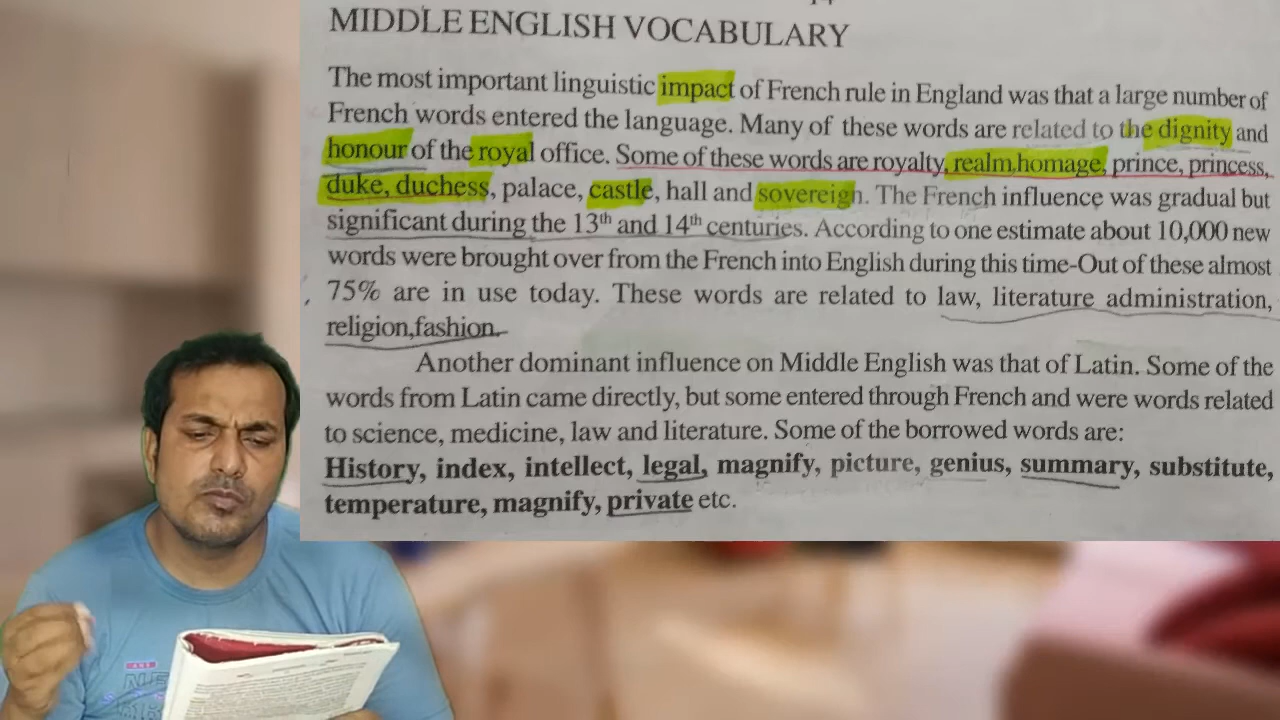 MIDDLE ENGLISH VOCABULARY
The most important linguistic impact of French rule in England was that a large number of
French words entered the language. Many of these words are related to the dignity and
honour of the royal office. Some of these words are royalty, realm,homage, prince, princess,
duke, duchess, palace, castle, hall and sovereign. The French influence was gradual but
significant during the 13th and 14th centuries. According to one estimate about 10,000 new
words were brought over from the French into English during this time-Out of these almost
75% are in use today. These words are related to law, literature administration,
religion,fashion.
Another dominant influence on Middle English was that of Latin. Some of the
words from Latin came directly, but some entered through French and were words related
to science, medicine, law and literature. Some of the borrowed words are:
History, index, intellect, legal, magnify, picture, genius, summary, substitute,
temperature, magnify, private etc.